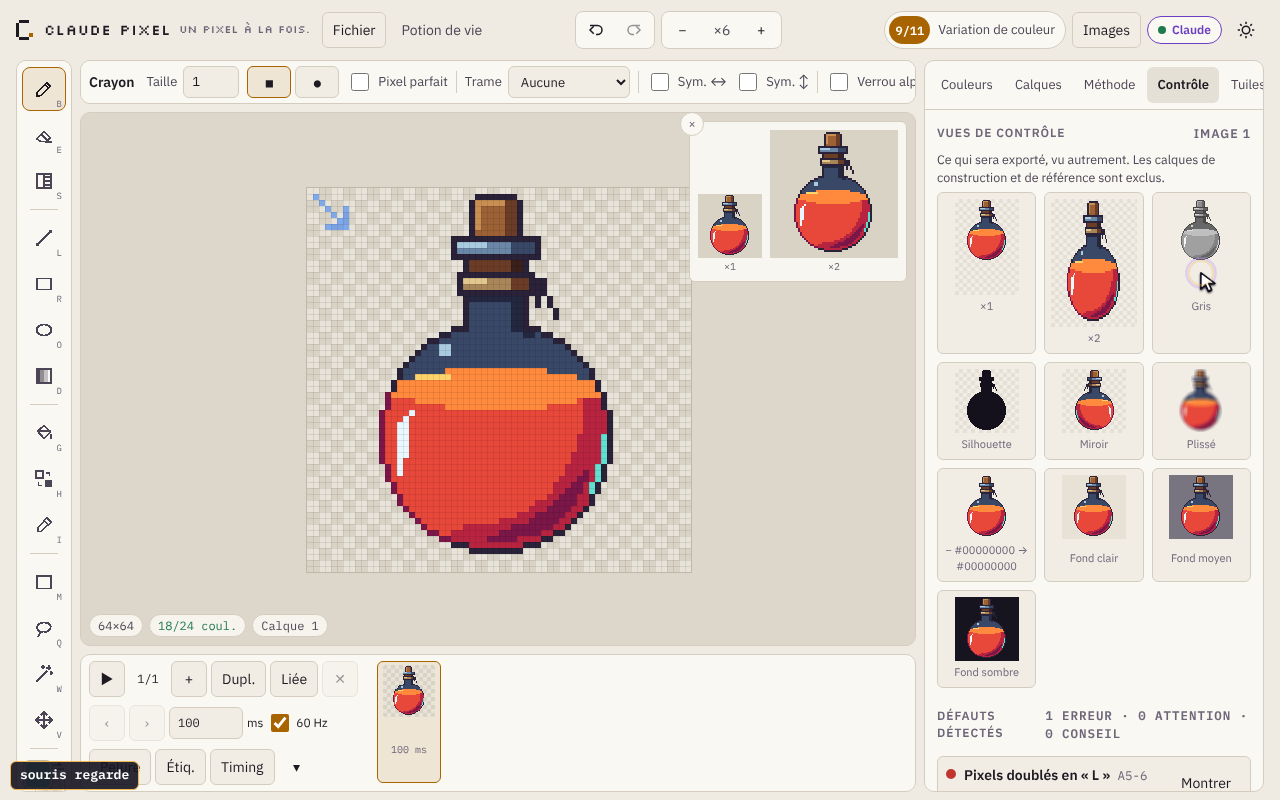 CLAUDE PIXEL UN PIXEL À LA FOIS. Fichier Potion de vie − ×6 + 9/11 Variation de couleur Images Claude
Crayon Taille 1 Pixel parfait Trame Aucune Sym. ↔ Sym. ↕ Verrou alp
Couleurs Calques Méthode Contrôle Tuiles
B
E
S
L
R
O
D
G
H
I
M
Q
W
V
×
×1 ×2
64×64 18/24 coul. Calque 1
1/1 + Dupl. Liée ×
‹ › 100 ms 60 Hz
Étiq. Timing ▼
100 ms
souris regarde
VUES DE CONTRÔLE IMAGE 1
Ce qui sera exporté, vu autrement. Les calques de
construction et de référence sont exclus.
×1 ×2 Gris
Silhouette Miroir Plissé
− #00000000 →
#00000000
Fond clair Fond moyen
Fond sombre
DÉFAUTS
DÉTECTÉS
1 ERREUR · 0 ATTENTION ·
0 CONSEIL
Pixels doublés en « L » A5-6 Montrer